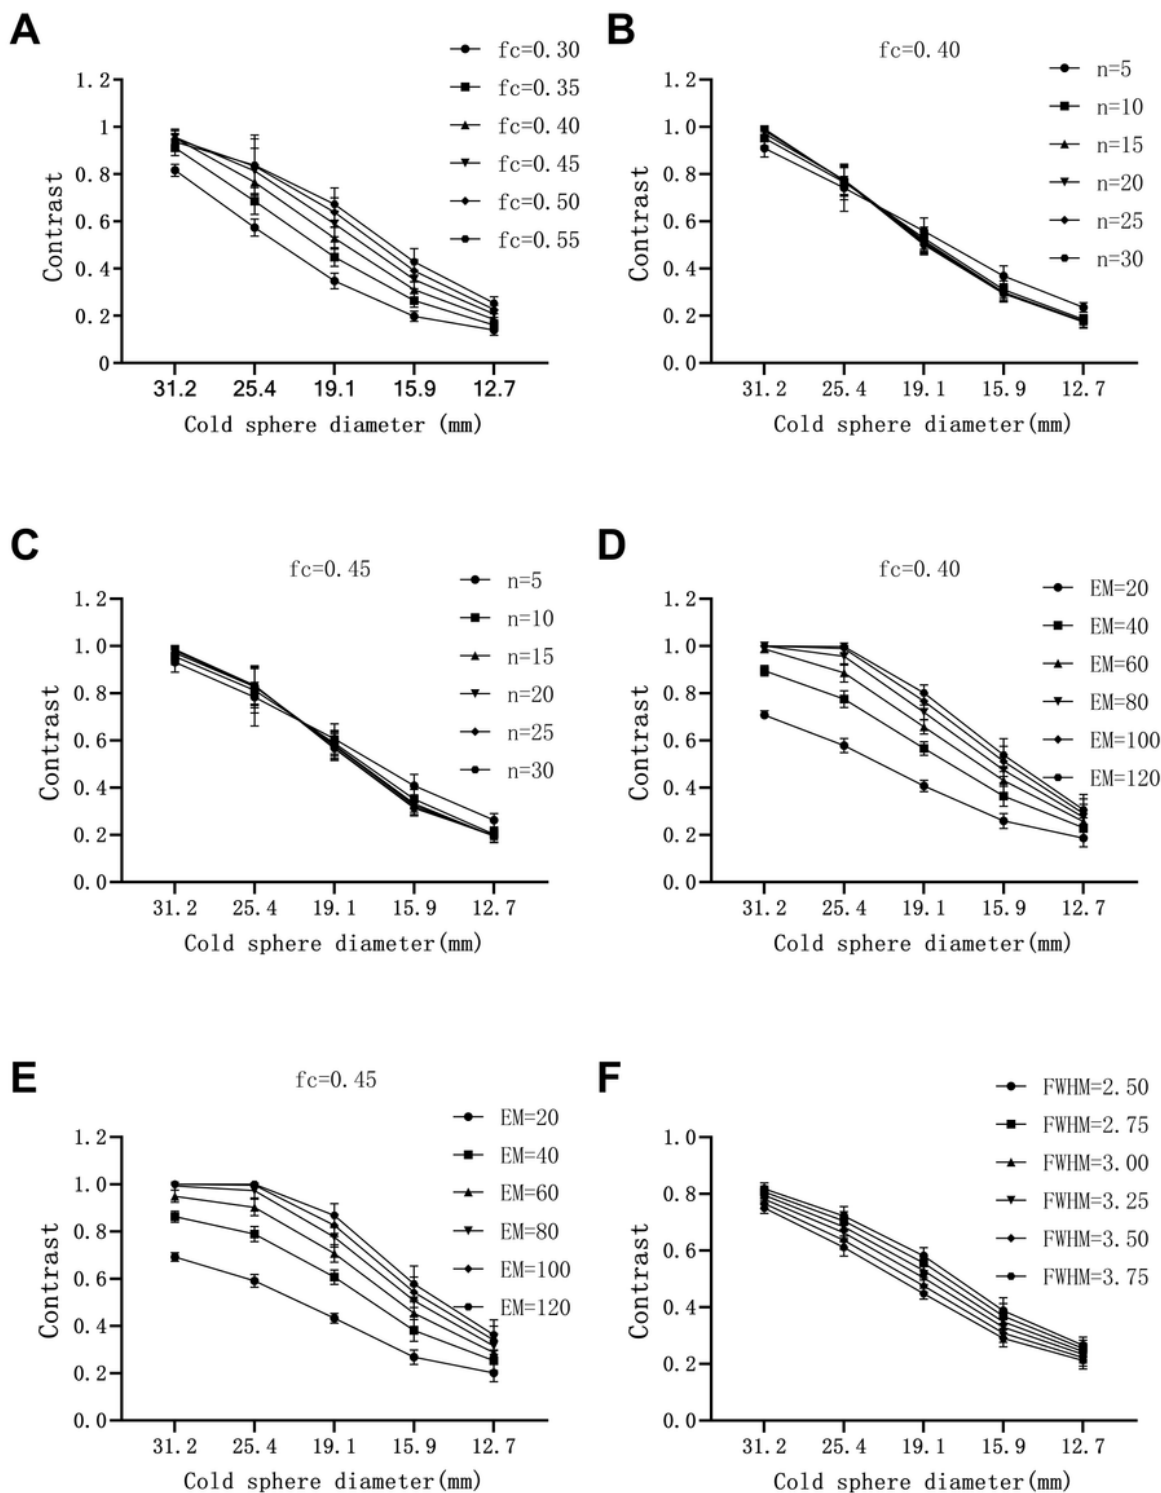 A
fc=0.30
fc=0.35
fc=0.40
fc=0.45
fc=0.50
fc=0.55
1.2
1
0.8
0.6
0.4
0.2
0
Contrast
31.2 25.4 19.1 15.9 12.7
Cold sphere diameter (mm)
B
fc=0.40
n=5
n=10
n=15
n=20
n=25
n=30
1.2
1.0
0.8
0.6
0.4
0.2
0.0
Contrast
31.2 25.4 19.1 15.9 12.7
Cold sphere diameter(mm)
C
fc=0.45
n=5
n=10
n=15
n=20
n=25
n=30
1.2
1.0
0.8
0.6
0.4
0.2
0.0
Contrast
31.2 25.4 19.1 15.9 12.7
Cold sphere diameter(mm)
D
fc=0.40
EM=20
EM=40
EM=60
EM=80
EM=100
EM=120
1.2
1.0
0.8
0.6
0.4
0.2
0.0
Contrast
31.2 25.4 19.1 15.9 12.7
Cold sphere diameter(mm)
E
fc=0.45
EM=20
EM=40
EM=60
EM=80
EM=100
EM=120
1.2
1.0
0.8
0.6
0.4
0.2
0.0
Contrast
31.2 25.4 19.1 15.9 12.7
Cold sphere diameter(mm)
F
FWHM=2.50
FWHM=2.75
FWHM=3.00
FWHM=3.25
FWHM=3.50
FWHM=3.75
1.0
0.8
0.6
0.4
0.2
0.0
Contrast
31.2 25.4 19.1 15.9 12.7
Cold sphere diameter(mm)